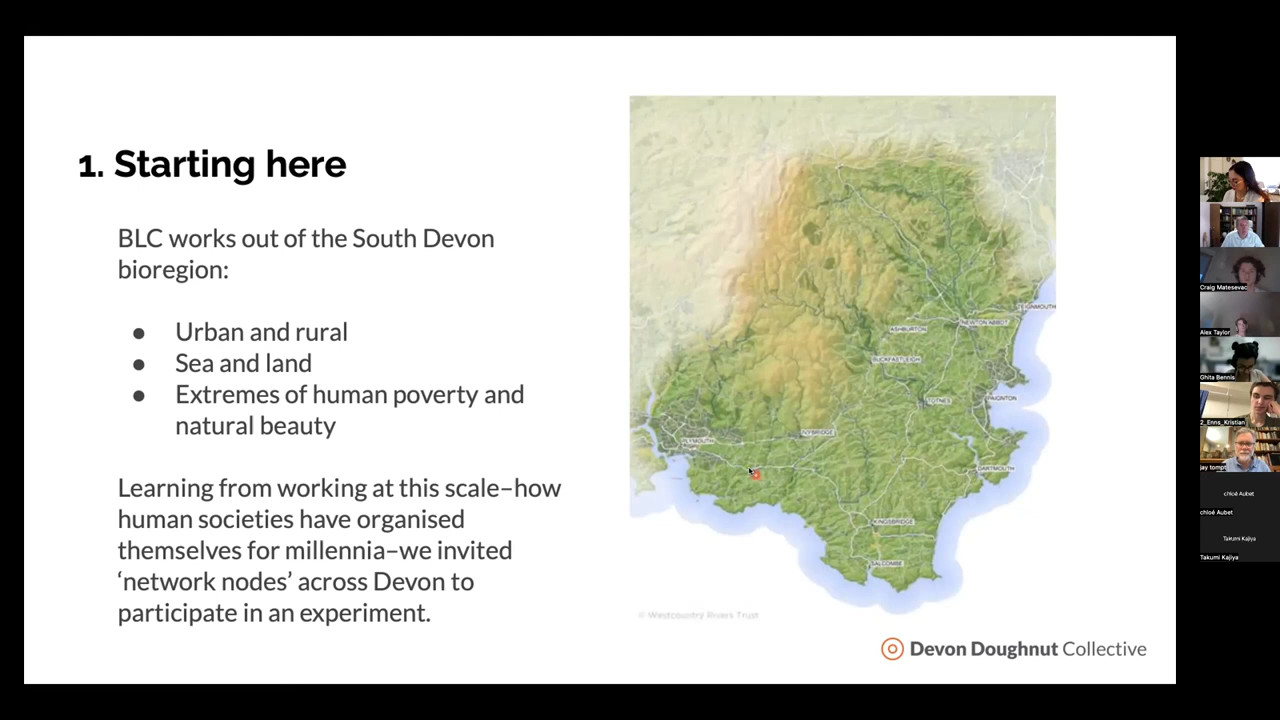 1. Starting here
BLC works out of the South Devon
bioregion:
● Urban and rural
● Sea and land
● Extremes of human poverty and
natural beauty
Learning from working at this scale–how
human societies have organised
themselves for millennia–we invited
‘network nodes’ across Devon to
participate in an experiment.
TEIGNMOUTH
NEWTON ABBOT
ASHBURTON
BUCKFASTLEIGH
TOTNES
PAIGNTON
IVYBRIDGE
PLYMOUTH
DARTMOUTH
KINGSBRIDGE
SALCOMBE
© Westcountry Rivers Trust
Devon Doughnut Collective
Craig Matesevac
Alex Taylor
Ghita Bennis
2_Enns_Kristian
jay tompt
chloé Aubet
chloé Aubet
Takumi Kajiya
Takumi Kajiya